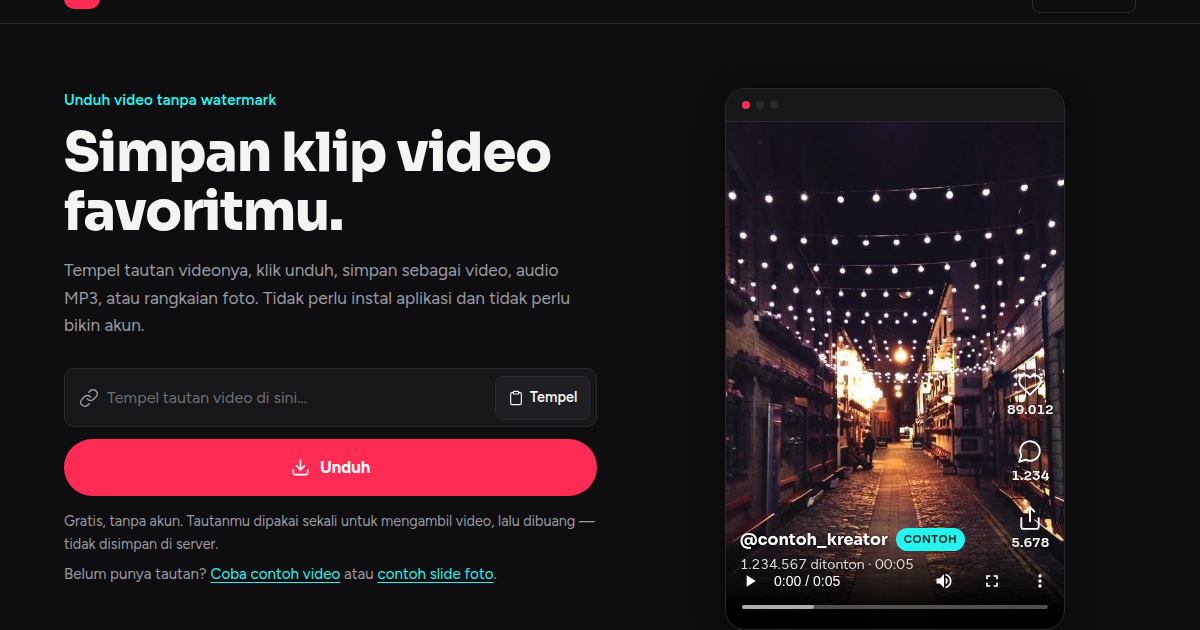 Unduh video tanpa watermark
Simpan klip video
favoritmu.
Tempel tautan videonya, klik unduh, simpan sebagai video, audio
MP3, atau rangkaian foto. Tidak perlu instal aplikasi dan tidak perlu
bikin akun.
Tempel tautan video di sini...
Tempel
Unduh
Gratis, tanpa akun. Tautanmu dipakai sekali untuk mengambil video, lalu dibuang —
tidak disimpan di server.
Belum punya tautan? Coba contoh video atau contoh slide foto.
89.012
1.234
5.678
@contoh_kreator CONTOH
1.234.567 ditonton · 00:05
0:00 / 0:05